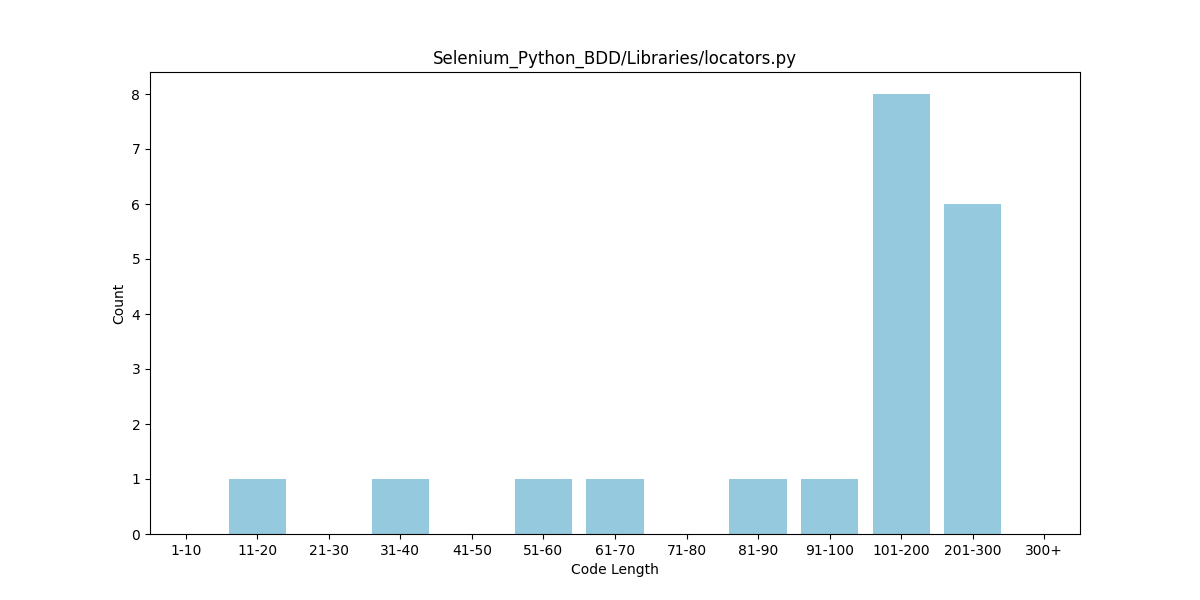 Selenium_Python_BDD/Libraries/locators.py
8
7
6
5
4
3
2
1
0
Count
1-10 11-20 21-30 31-40 41-50 51-60 61-70 71-80 81-90 91-100 101-200 201-300 300+
Code Length